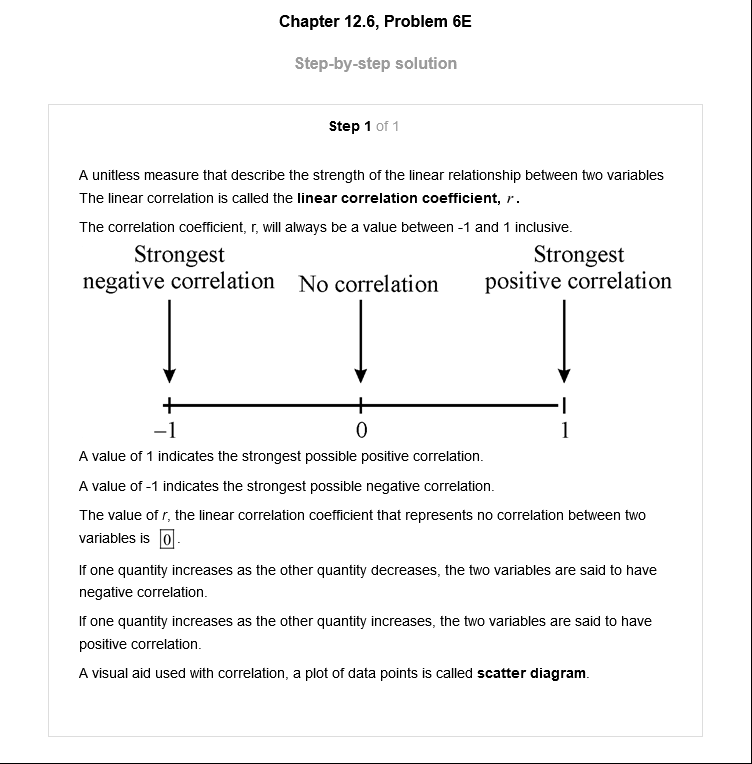 Chapter 12.6, Problem 6E
Step-by-step solution
Step 1 of 1
A unitless measure that describe the strength of the linear relationship between two variables
The linear correlation is called the linear correlation coefficient, r.
The correlation coefficient, r, will always be a value between -1 and 1 inclusive.
Strongest
negative correlation
No correlation
Strongest
positive correlation
−1
0
1
A value of 1 indicates the strongest possible positive correlation.
A value of -1 indicates the strongest possible negative correlation.
The value of r, the linear correlation coefficient that represents no correlation between two
variables is 0.
If one quantity increases as the other quantity decreases, the two variables are said to have
negative correlation.
If one quantity increases as the other quantity increases, the two variables are said to have
positive correlation.
A visual aid used with correlation, a plot of data points is called scatter diagram.